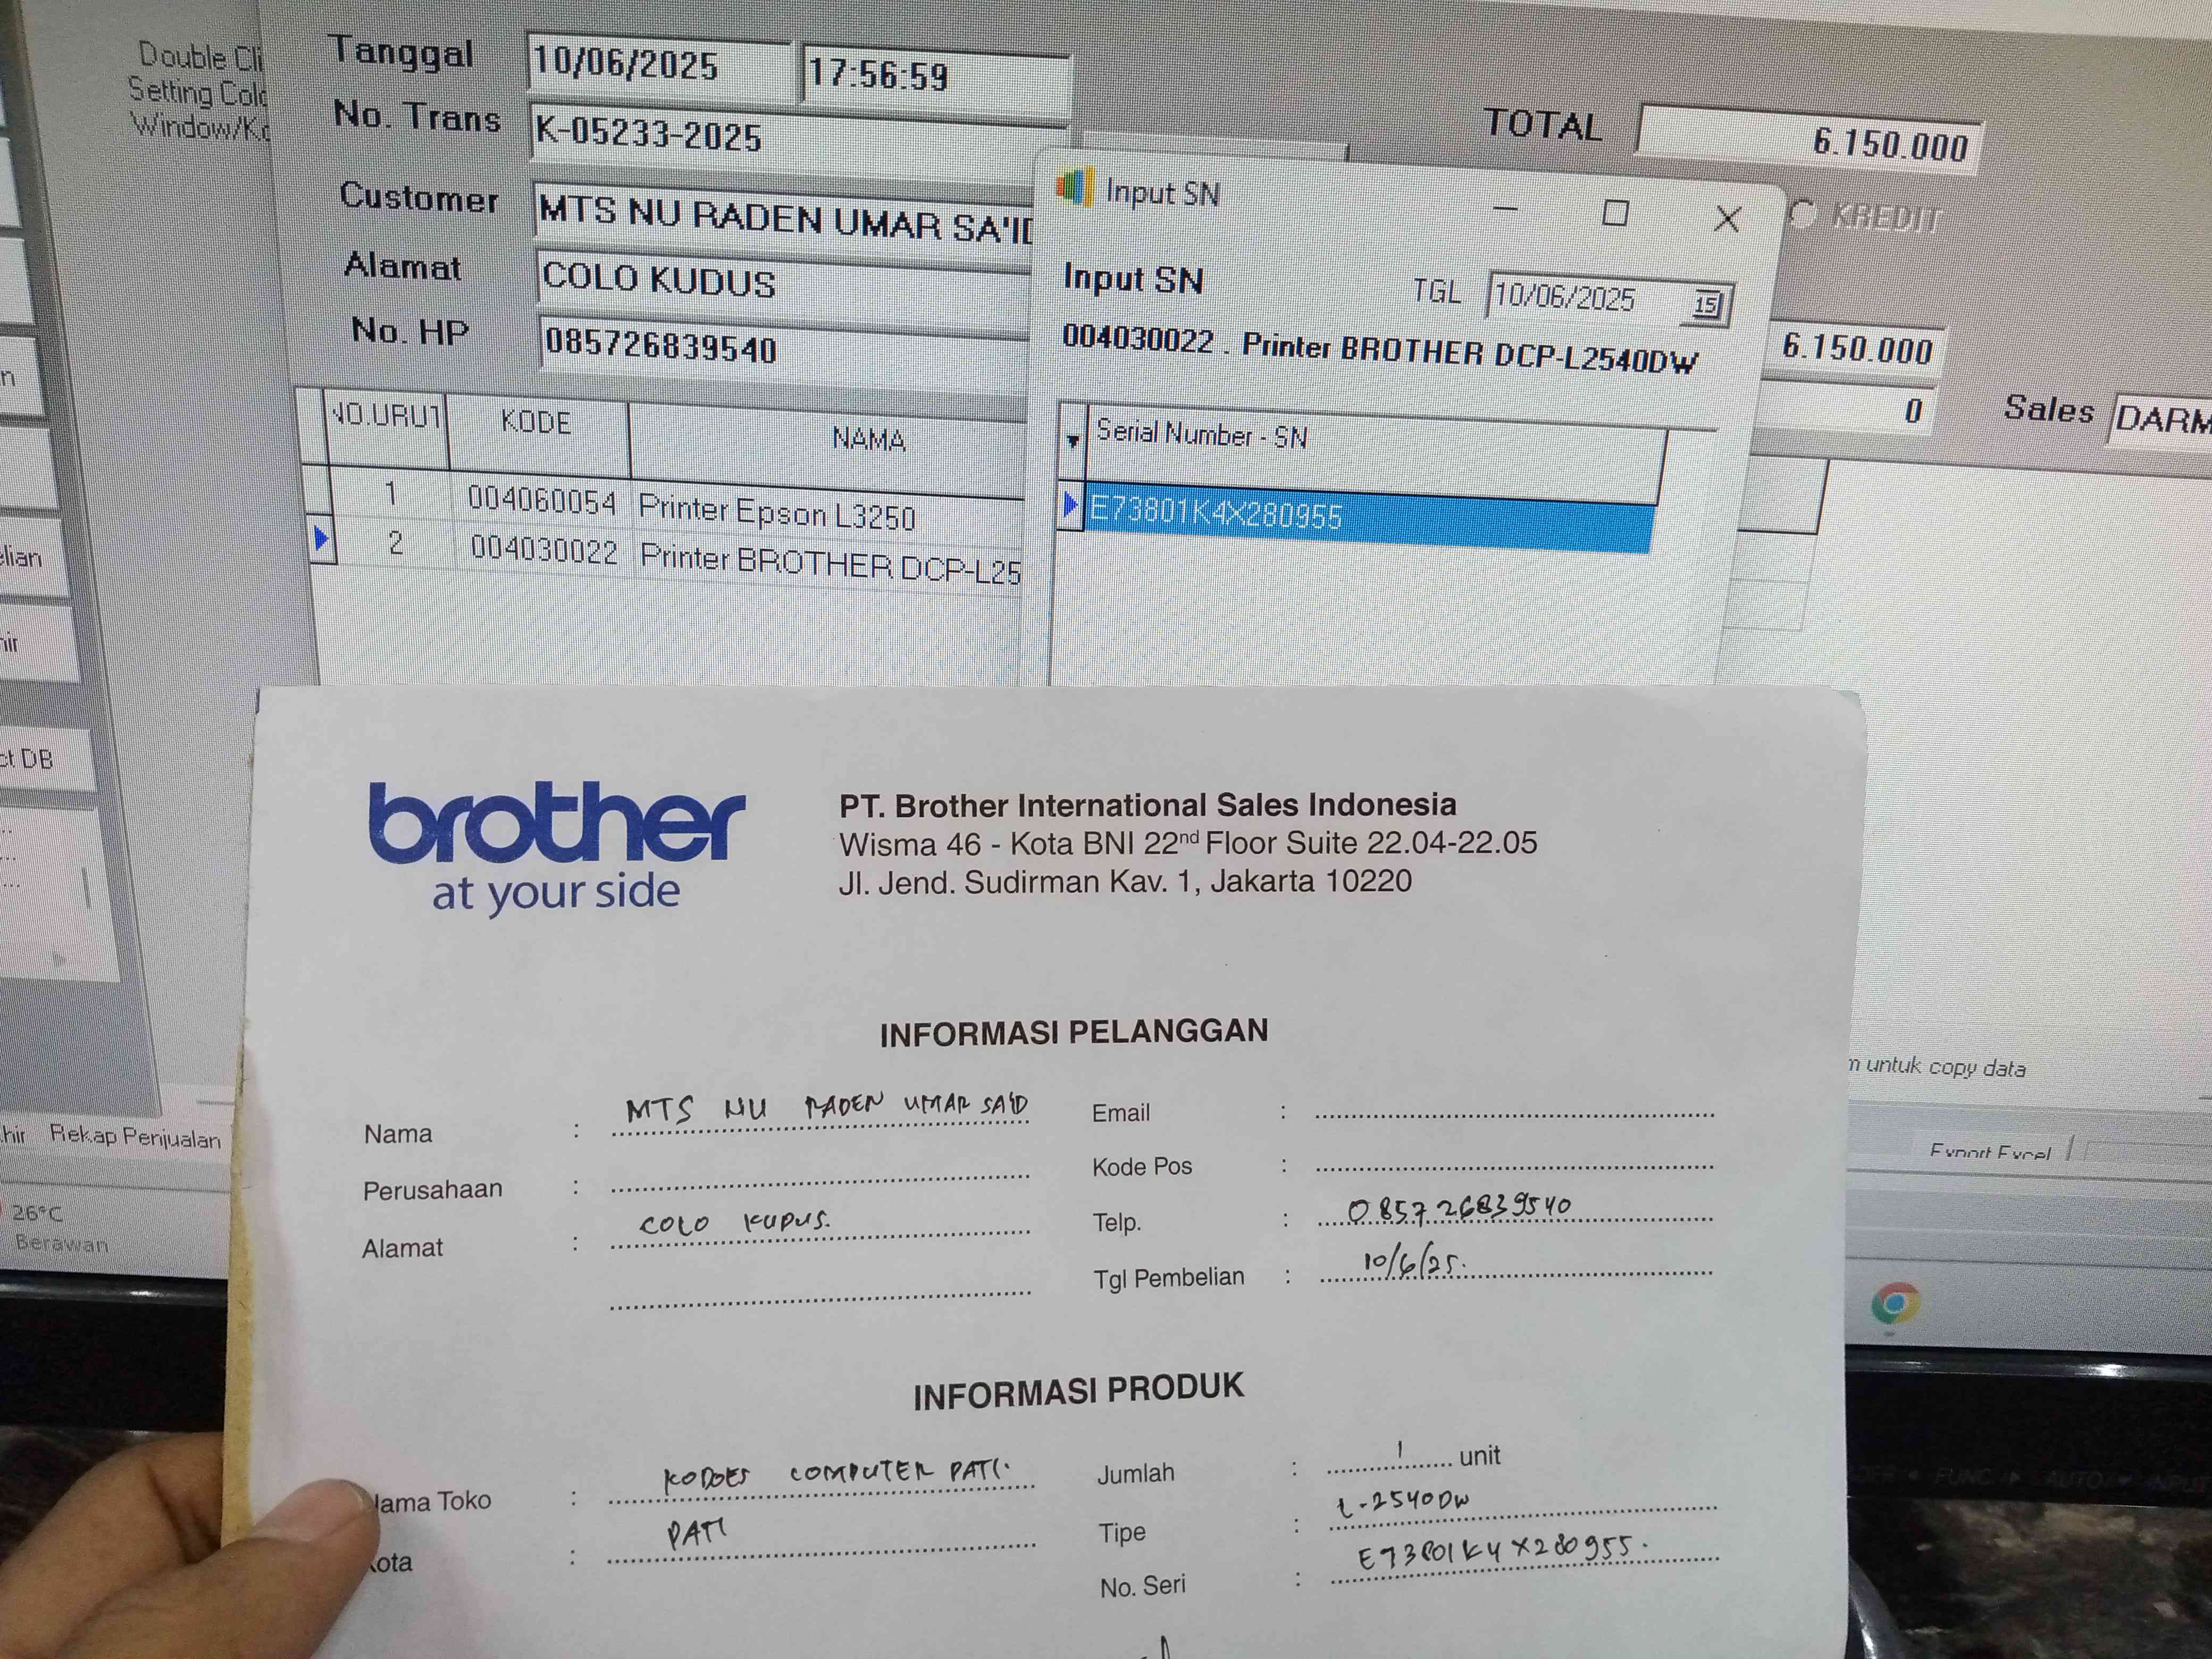 Double Cli
Setting Colo
Window/Ko
Tanggal 10/06/2025 17:56:59
No. Trans K-05233-2025
Customer MTS NU RADEN UMAR SA'ID
Alamat COLO KUDUS
No. HP 085726839540
TOTAL 6.150.000
KREDIT
6.150.000
0
Sales DARM
NO.URUT KODE NAMA
1 004060054 Printer Epson L3250
2 004030022 Printer BROTHER DCP-L25
Input SN
Input SN TGL 10/06/2025 15
004030022 . Printer BROTHER DCP-L2540DW
Serial Number - SN
E73801K4X280955
elian
hir
ct DB
hir Rekap Penjualan
26°C
Berawan
m untuk copy data
Export Excel
brother
at your side
PT. Brother International Sales Indonesia
Wisma 46 - Kota BNI 22nd Floor Suite 22.04-22.05
Jl. Jend. Sudirman Kav. 1, Jakarta 10220
INFORMASI PELANGGAN
Nama : MTS NU RADEN UMAR SA'ID
Perusahaan :
Alamat : COLO KUDUS.
Email :
Kode Pos :
Telp. : 085726839540
Tgl Pembelian : 10/6/25.
INFORMASI PRODUK
Nama Toko : KODOES COMPUTER PATI.
Kota : PATI
Jumlah : 1 unit
Tipe : L-2540DW
No. Seri : E73801K4X280955.
FUNC AUTO INPUT